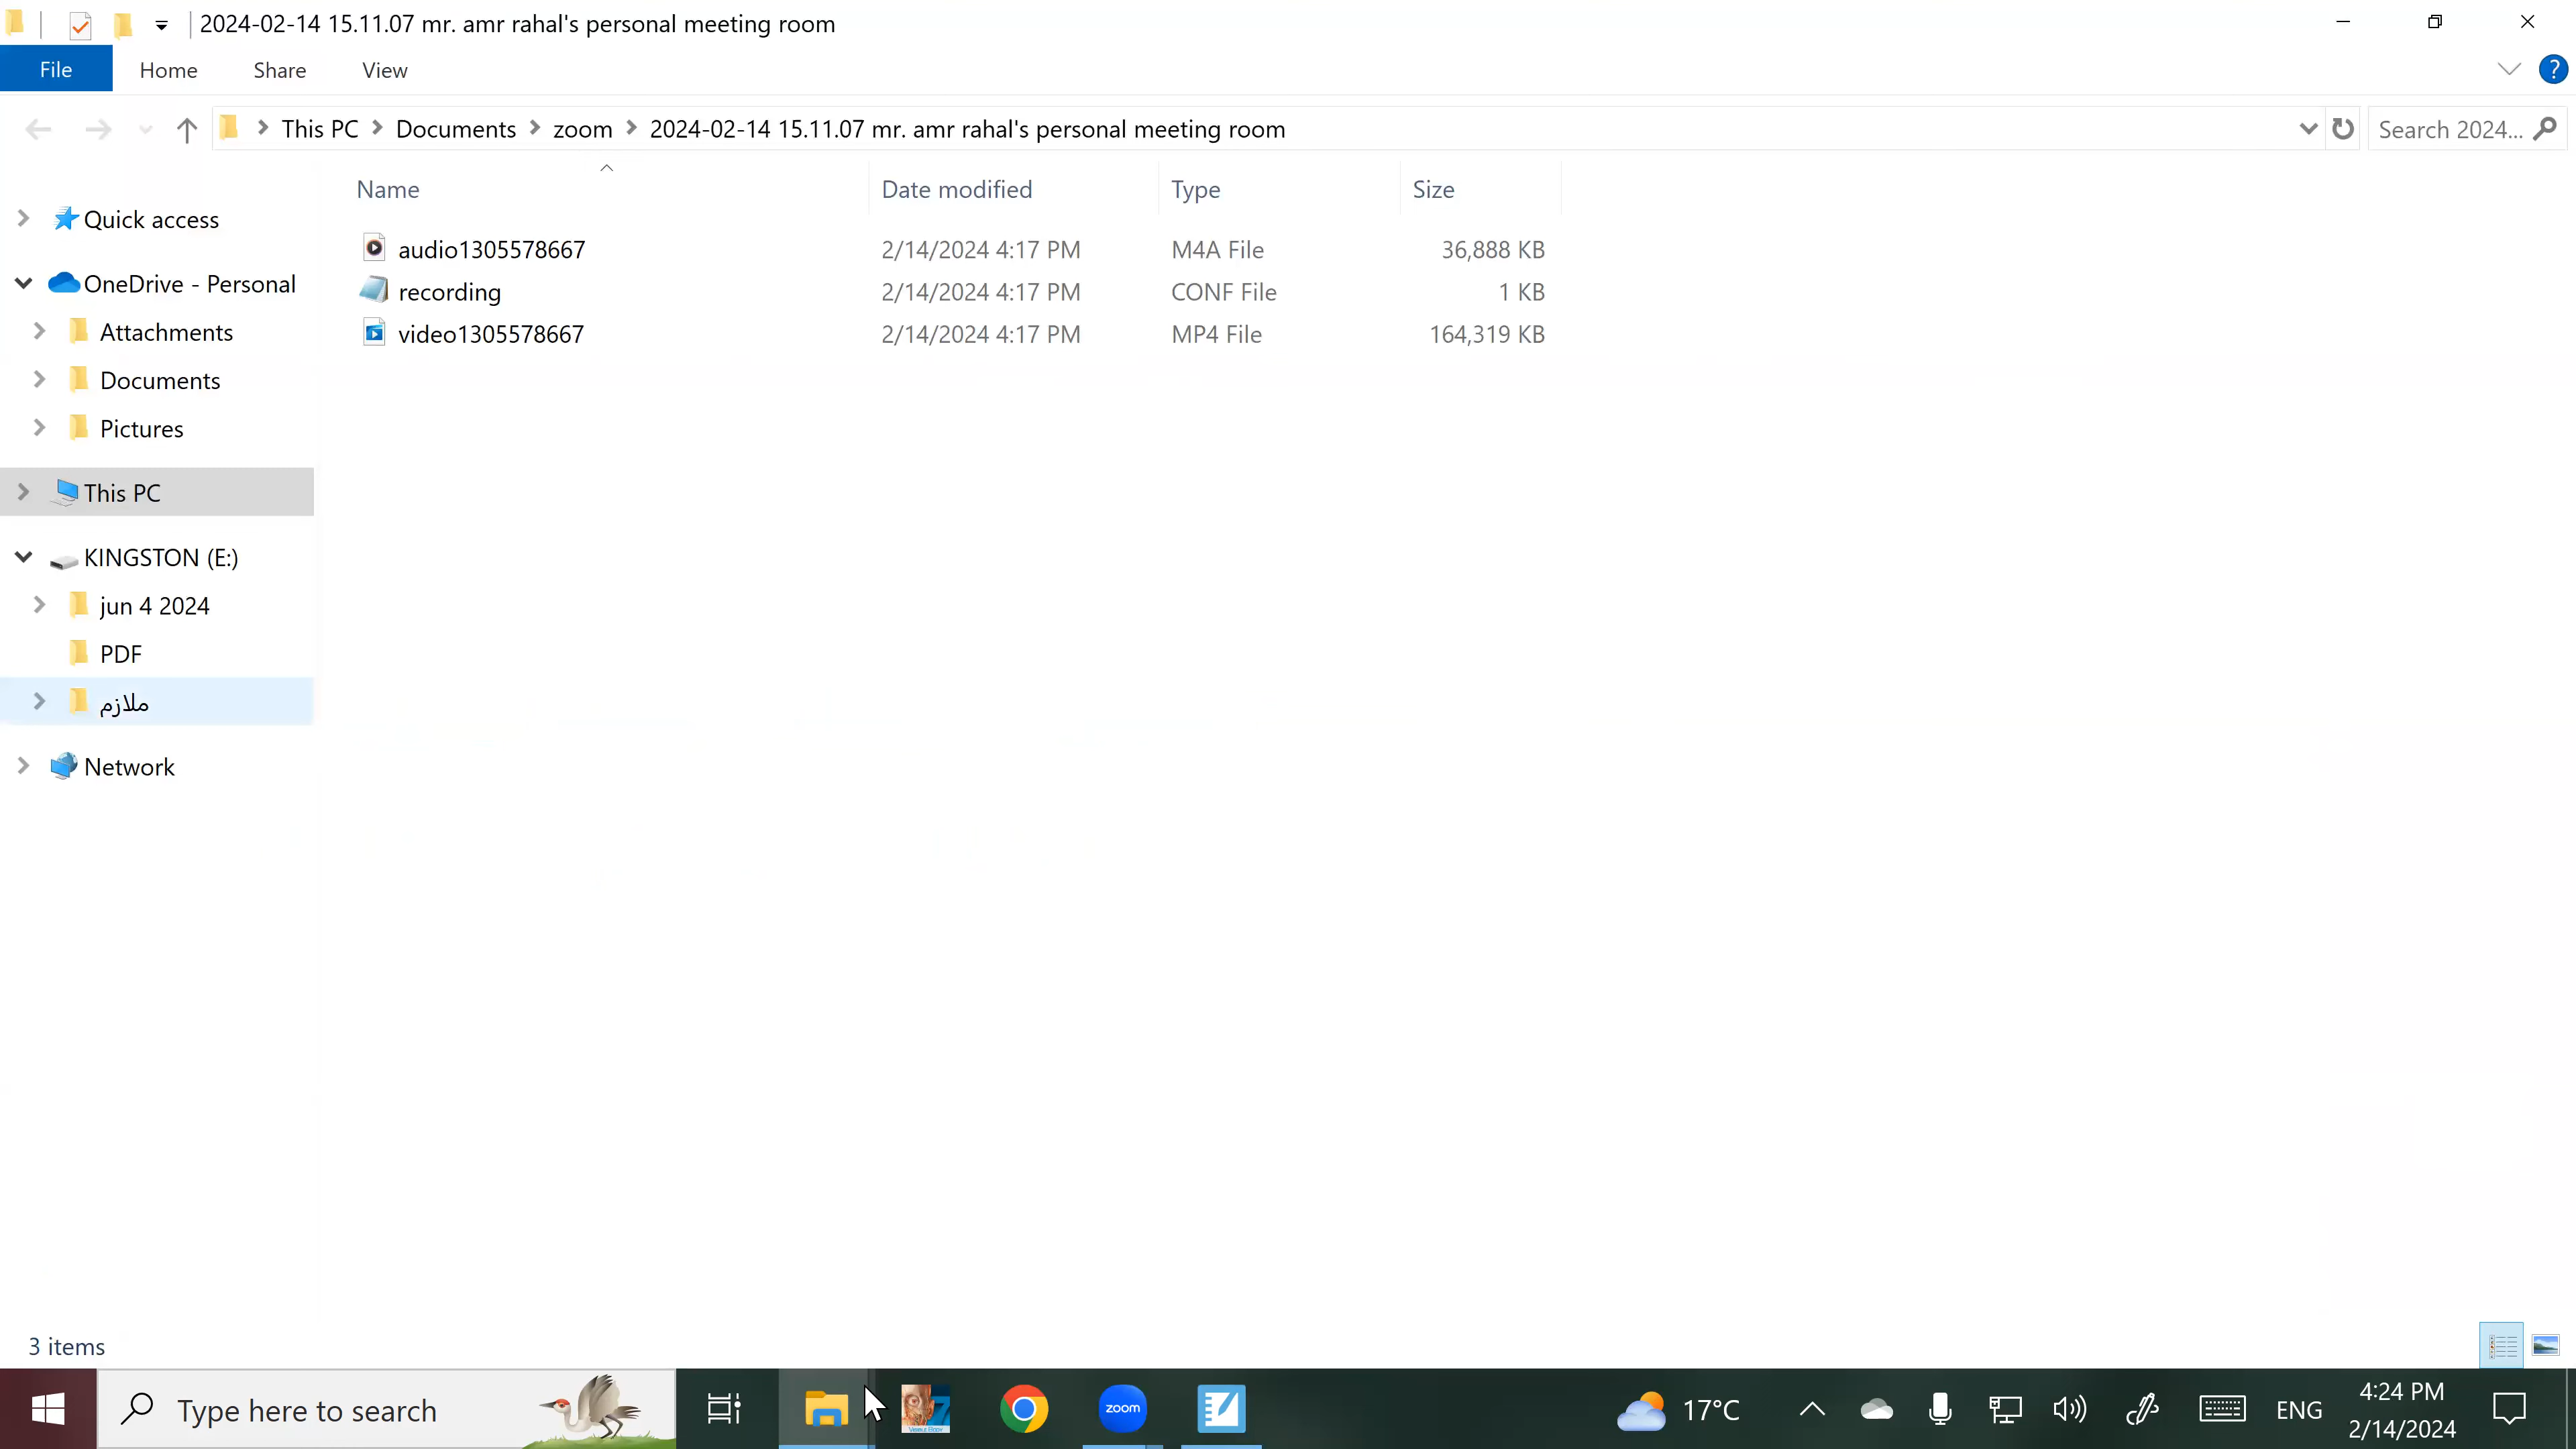 2024-02-14 15.11.07 mr. amr rahal's personal meeting room
File Home Share View
This PC Documents zoom 2024-02-14 15.11.07 mr. amr rahal's personal meeting room Search 2024...
Name Date modified Type Size
Quick access
audio1305578667 2/14/2024 4:17 PM M4A File 36,888 KB
recording 2/14/2024 4:17 PM CONF File 1 KB
video1305578667 2/14/2024 4:17 PM MP4 File 164,319 KB
OneDrive - Personal
Attachments
Documents
Pictures
This PC
KINGSTON (E:)
jun 4 2024
PDF
ملازم
Network
3 items
Type here to search zoom 17°C ENG 4:24 PM
2/14/2024